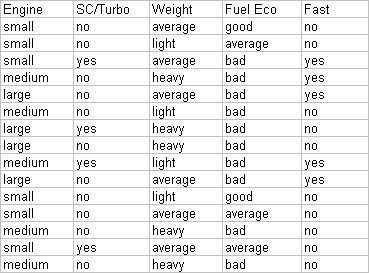 Engine SC/Turbo Weight Fuel Eco Fast
small no average good no
small no light average no
small yes average bad yes
medium no heavy bad yes
large no average bad yes
medium no light bad no
large yes heavy bad no
large no heavy bad no
medium yes light bad yes
large no average bad yes
small no light good no
small no average average no
medium no heavy bad no
small yes average average no
medium no heavy bad no